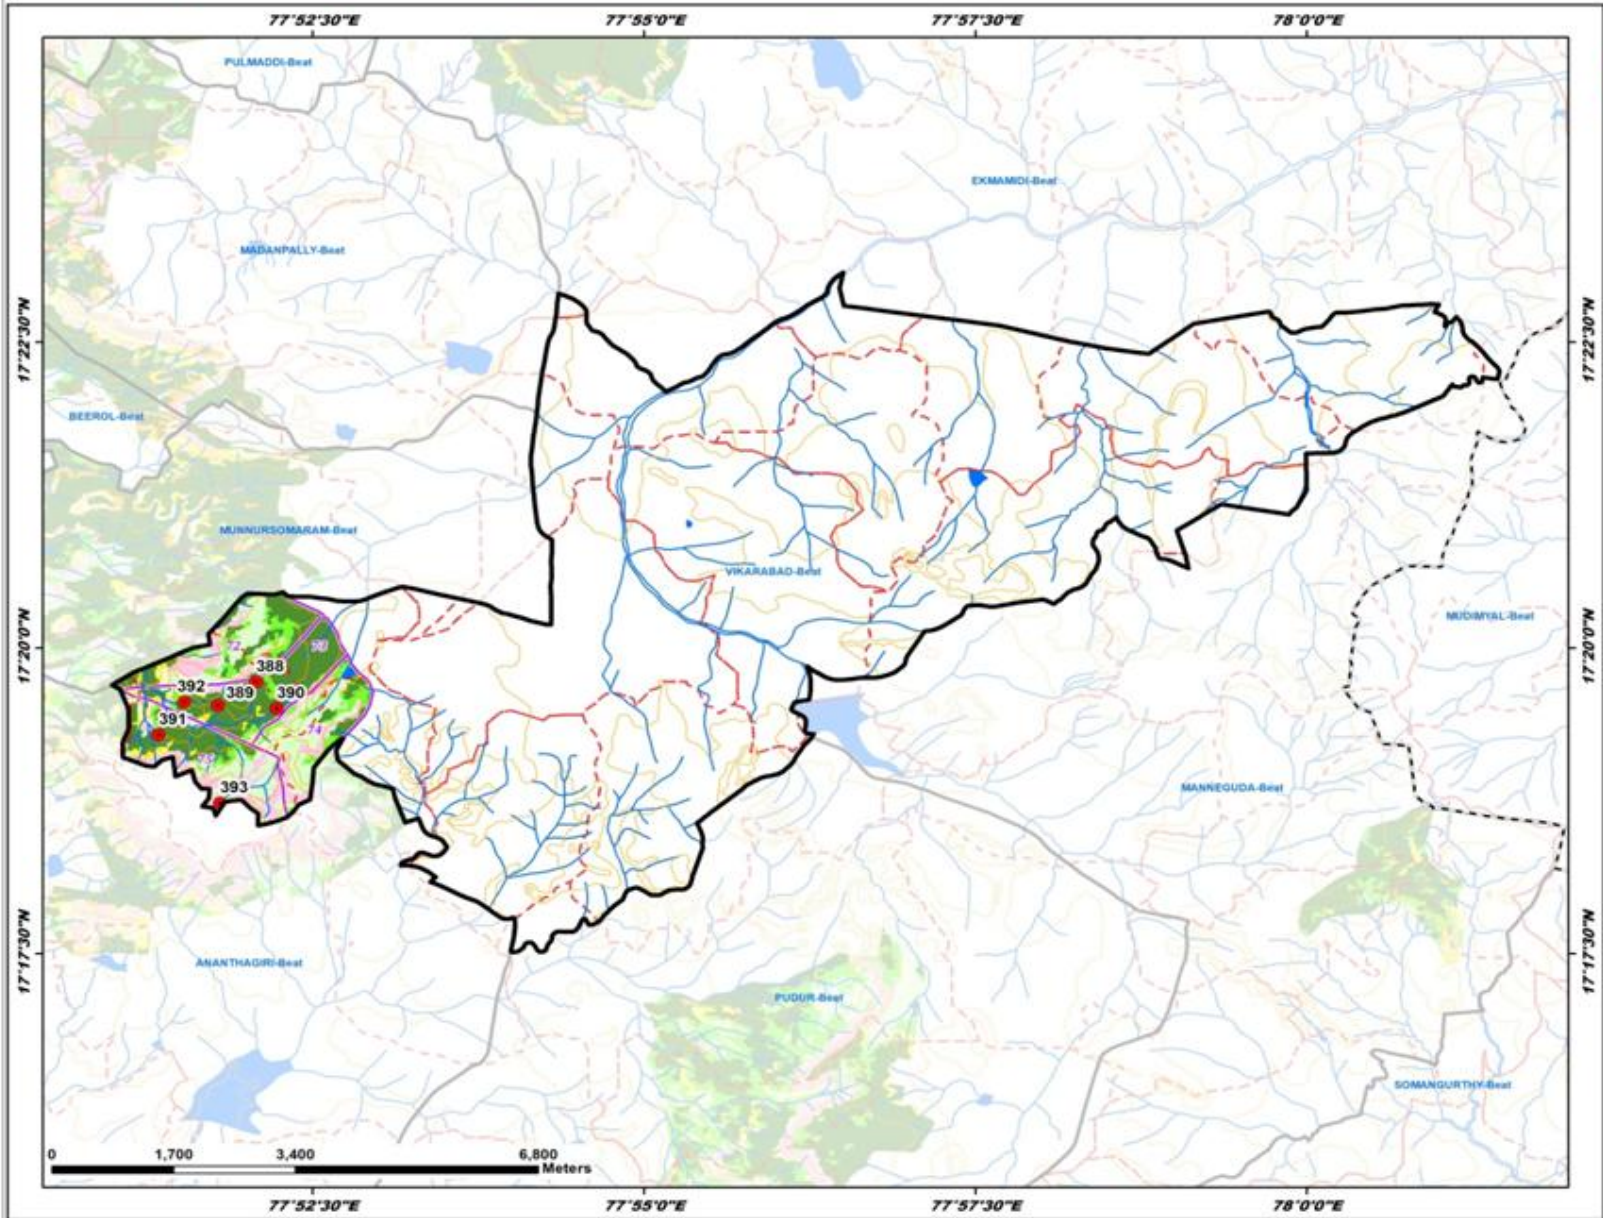 77°52'30"E
77°55'0"E
77°57'30"E
78°0'0"E
PULMADDI-Beat
EKMAMIDI-Beat
MADANPALLY-Beat
17°22'30"N
17°22'30"N
BEEROL-Beat
MUNNURSOMARAM-Beat
VIKARABAD-Beat
MUDIMYAL-Beat
17°20'0"N
17°20'0"N
72
73
388
392
389
390
391
74
393
MANNEGUDA-Beat
17°17'30"N
17°17'30"N
ANANTHAGIRI-Beat
PUDUR-Beat
SOMANGURTHY-Beat
0
1,700
3,400
6,800
Meters
77°52'30"E
77°55'0"E
77°57'30"E
78°0'0"E